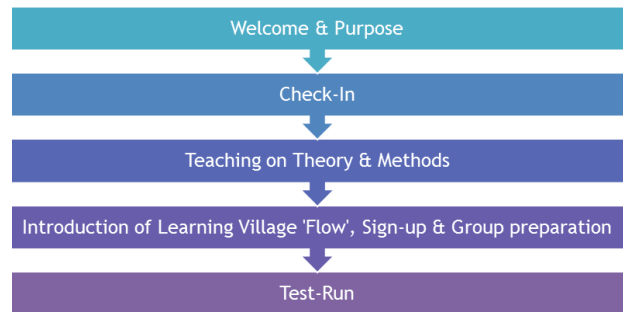 Welcome & Purpose
Check-In
Teaching on Theory & Methods
Introduction of Learning Village 'Flow', Sign-up & Group preparation
Test-Run